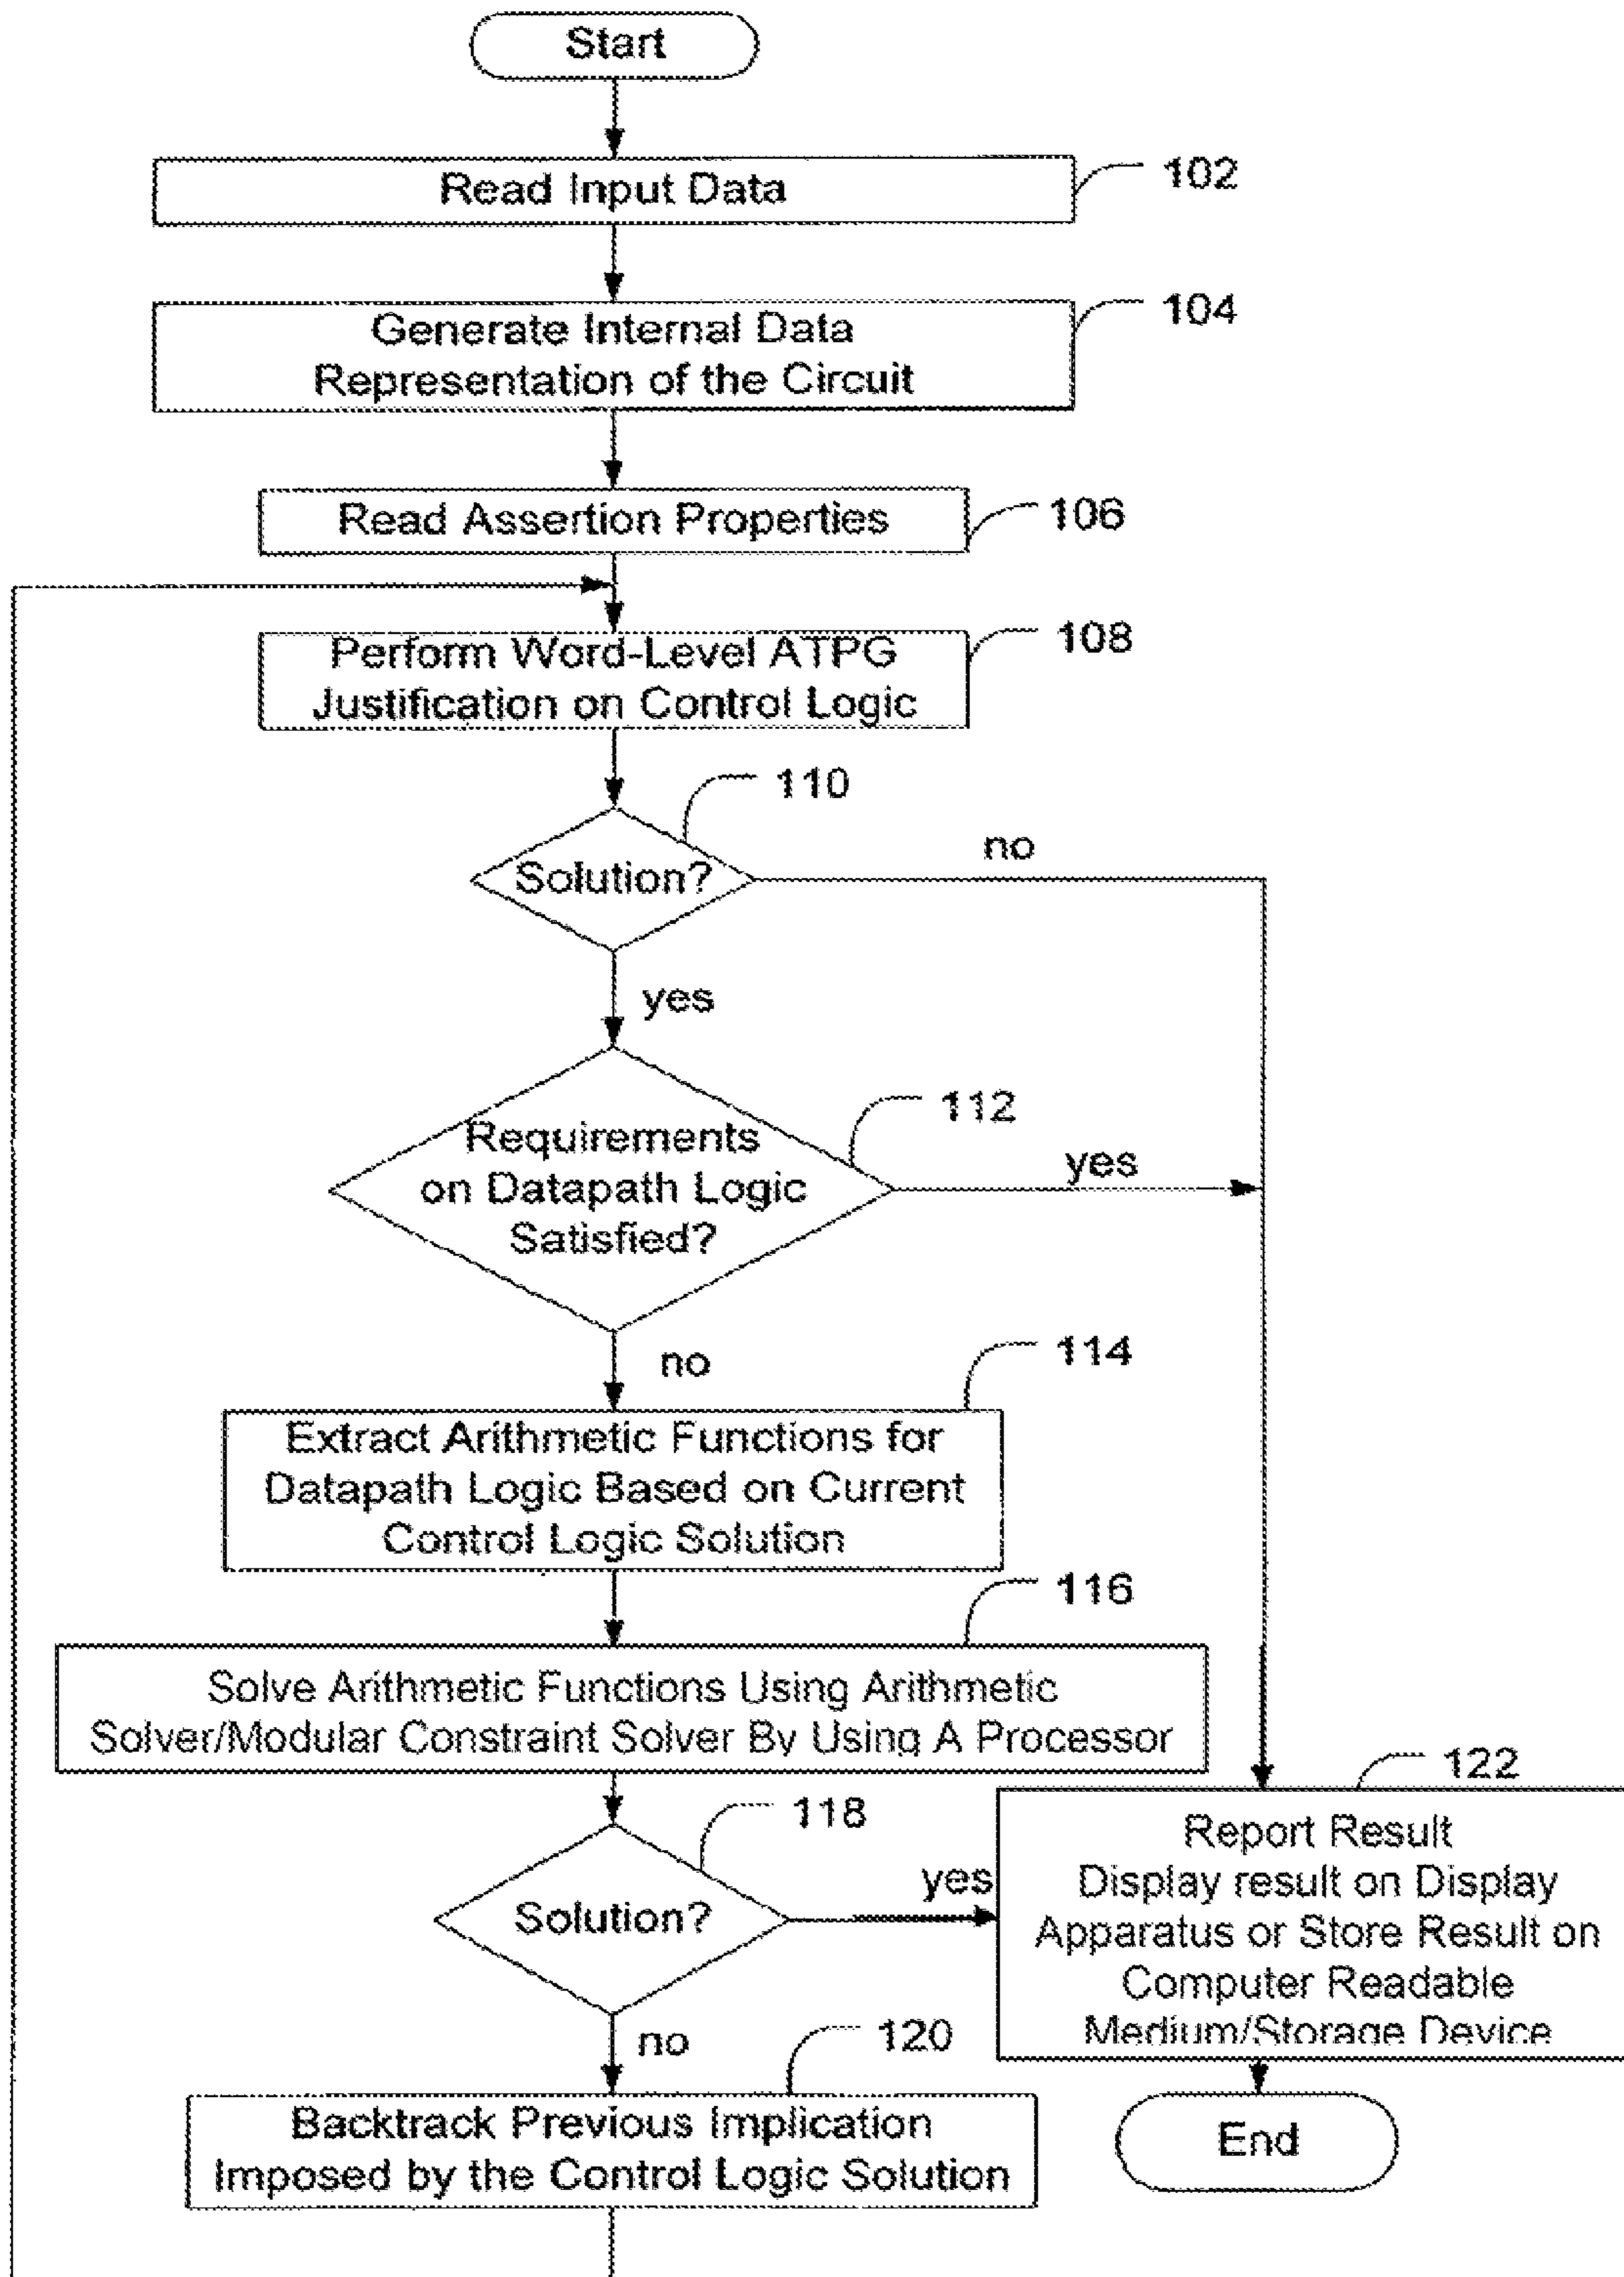 Start
Read Input Data
102
Generate Internal Data
Representation of the Circuit
104
Read Assertion Properties
106
Perform Word-Level ATPG
Justification on Control Logic
108
110
Solution?
no
yes
112
Requirements
on Datapath Logic
Satisfied?
yes
no
114
Extract Arithmetic Functions for
Datapath Logic Based on Current
Control Logic Solution
116
Solve Arithmetic Functions Using Arithmetic
Solver/Modular Constraint Solver By Using A Processor
118
Solution?
yes
122
Report Result
Display result on Display
Apparatus or Store Result on
Computer Readable
Medium/Storage Device
no
120
Backtrack Previous Implication
Imposed by the Control Logic Solution
End